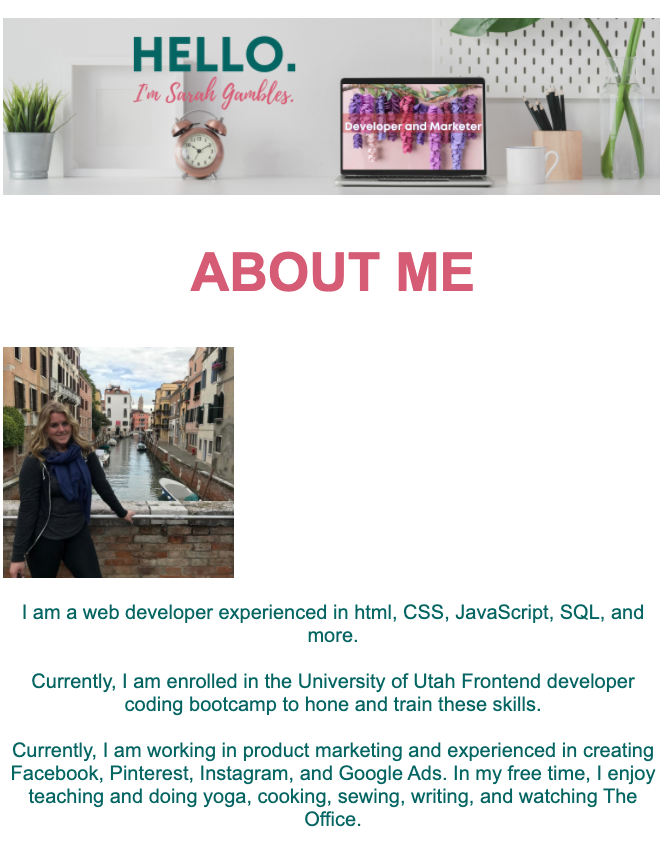 HELLO.
I'm Sarah Gambles.
Developer and Marketer
ABOUT ME
I am a web developer experienced in html, CSS, JavaScript, SQL, and
more.
Currently, I am enrolled in the University of Utah Frontend developer
coding bootcamp to hone and train these skills.
Currently, I am working in product marketing and experienced in creating
Facebook, Pinterest, Instagram, and Google Ads. In my free time, I enjoy
teaching and doing yoga, cooking, sewing, writing, and watching The
Office.